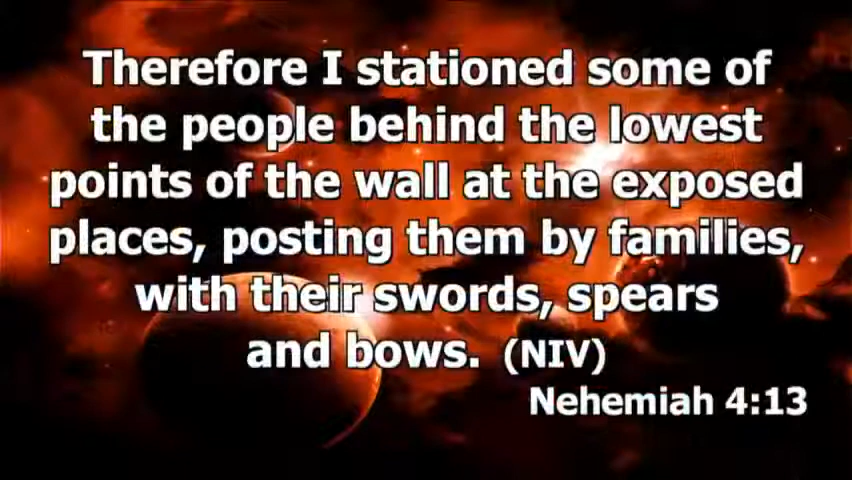 Therefore I stationed some of
the people behind the lowest
points of the wall at the exposed
places, posting them by families,
with their swords, spears
and bows. (NIV)
Nehemiah 4:13